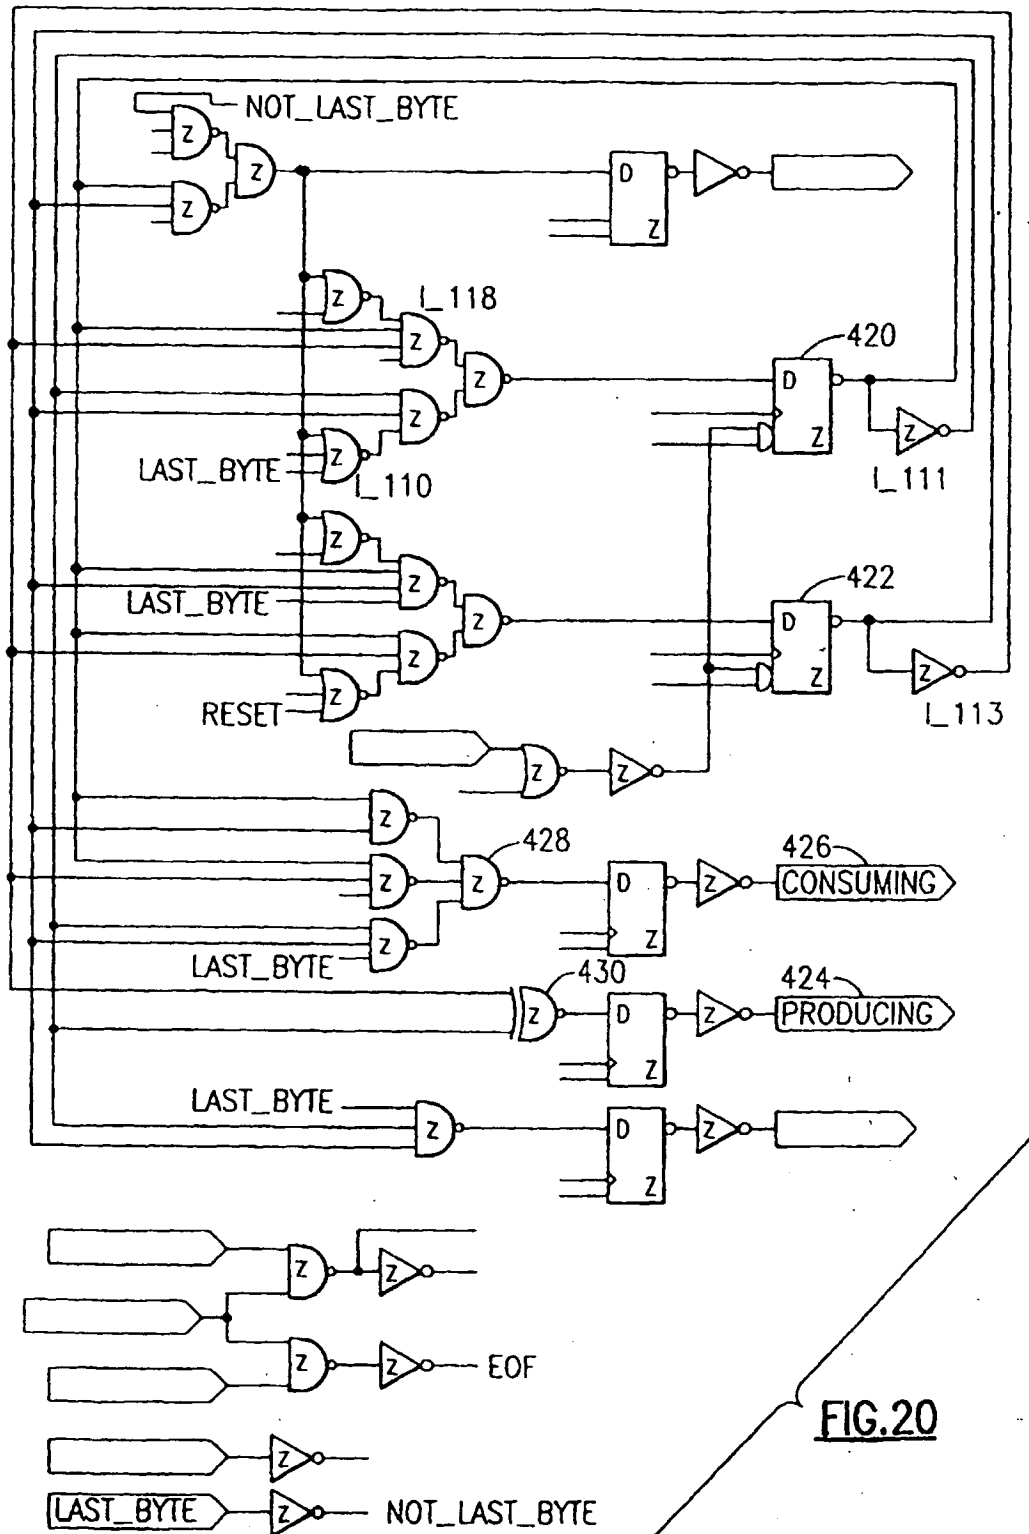 NOT_LAST_BYTE
Z
Z
Z
D
Z
Z
I_118
Z
420
Z
D
Z
Z
Z
Z
LAST_BYTE
I_110
I_111
Z
Z
422
LAST_BYTE
Z
D
Z
Z
Z
Z
RESET
I_113
Z
Z
Z
428
426
Z
Z
D
Z
CONSUMING
Z
Z
LAST_BYTE
430
424
Z
D
Z
PRODUCING
Z
LAST_BYTE
Z
D
Z
Z
Z
Z
Z
Z
EOF
FIG.20
Z
LAST_BYTE
Z
NOT_LAST_BYTE